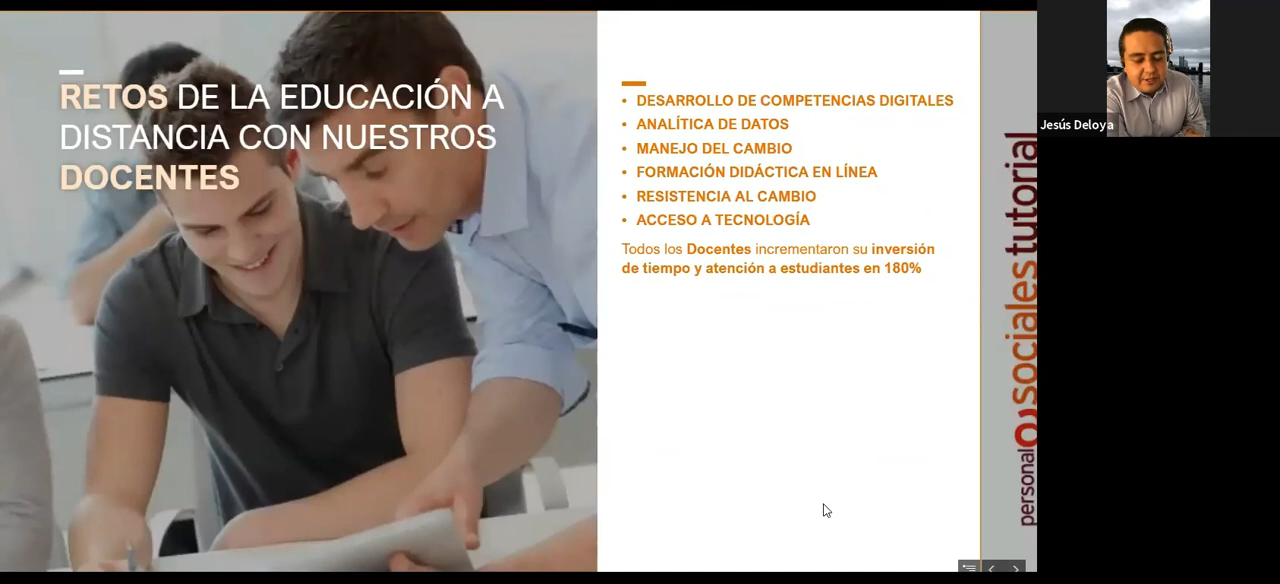 RETOS DE LA EDUCACIÓN A
DISTANCIA CON NUESTROS
DOCENTES
• DESARROLLO DE COMPETENCIAS DIGITALES
• ANALÍTICA DE DATOS
• MANEJO DEL CAMBIO
• FORMACIÓN DIDÁCTICA EN LÍNEA
• RESISTENCIA AL CAMBIO
• ACCESO A TECNOLOGÍA
Todos los Docentes incrementaron su inversión
de tiempo y atención a estudiantes en 180%
personal sociales tutorial
Jesús Deloya